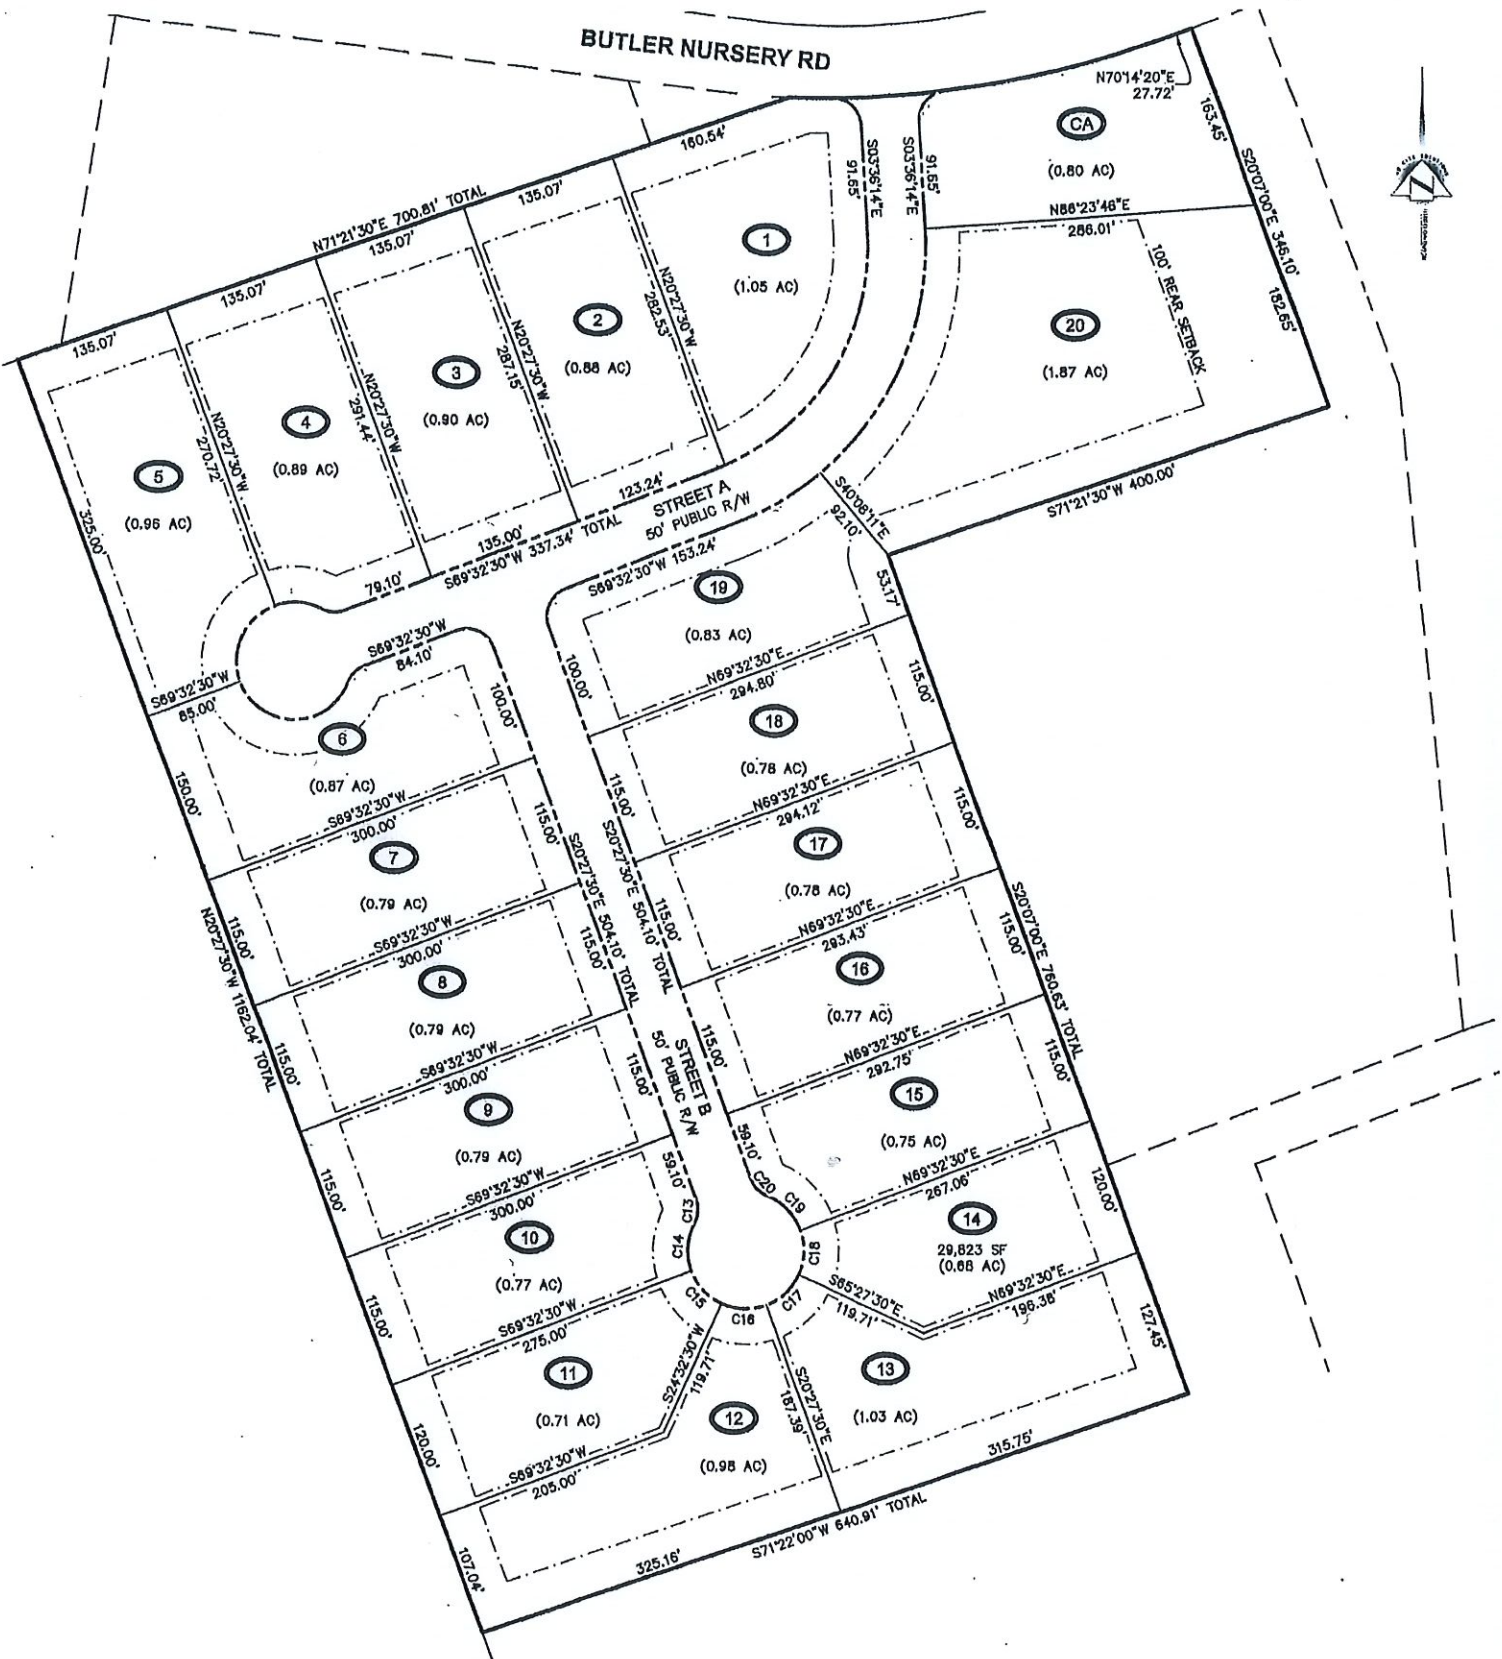 BUTLER NURSERY RD
N70°14'20"E
27.72'
CA
(0.80 AC)
163.45'
S20°07'00"E 346.10'
182.65'
N86°23'46"E
286.01'
100' REAR SETBACK
20
(1.87 AC)
S71°21'30"W 400.00'
S03°36'14"E
91.65'
S03°36'14"E
91.65'
160.54'
1
(1.05 AC)
N20°27'30"W
282.53'
135.07'
2
(0.88 AC)
N71°21'30"E 700.81' TOTAL
135.07'
N20°27'30"W
287.15'
3
(0.90 AC)
135.07'
N20°27'30"W
291.44'
4
(0.89 AC)
135.07'
N20°27'30"W
270.72'
5
(0.96 AC)
325.00'
123.24'
STREET A
50' PUBLIC R/W
135.00'
S69°32'30"W 337.34' TOTAL
79.10'
S69°32'30"W 153.24'
S40°08'11"E
92.10'
53.17'
S69°32'30"W
84.10'
S69°32'30"W
85.00'
100.00'
6
(0.87 AC)
150.00'
S69°32'30"W
300.00'
7
(0.79 AC)
115.00'
115.00'
S69°32'30"W
300.00'
8
(0.79 AC)
115.00'
115.00'
S69°32'30"W
300.00'
9
(0.79 AC)
115.00'
115.00'
S69°32'30"W
300.00'
10
(0.77 AC)
115.00'
59.10'
S69°32'30"W
275.00'
11
(0.71 AC)
120.00'
S69°32'30"W
205.00'
S24°32'30"W
119.71'
12
(0.98 AC)
107.04'
325.16'
S71°22'00"W 640.91' TOTAL
315.75'
N20°27'30"W 1162.04' TOTAL
S20°27'30"E 504.10' TOTAL
S20°27'30"E 504.10' TOTAL
STREET B
50' PUBLIC R/W
19
(0.83 AC)
100.00'
N69°32'30"E
294.80'
18
(0.78 AC)
115.00'
115.00'
N69°32'30"E
294.12'
17
(0.78 AC)
115.00'
115.00'
N69°32'30"E
293.43'
16
(0.77 AC)
115.00'
115.00'
S20°07'00"E 760.63' TOTAL
N69°32'30"E
292.75'
15
(0.75 AC)
59.10'
115.00'
N69°32'30"E
267.06'
14
29,823 SF
(0.68 AC)
120.00'
S65°27'30"E
119.71'
N69°32'30"E
196.38'
13
(1.03 AC)
127.45'
S20°27'30"E
187.39'
C13
C14
C15
C16
C17
C18
C19
C20
N